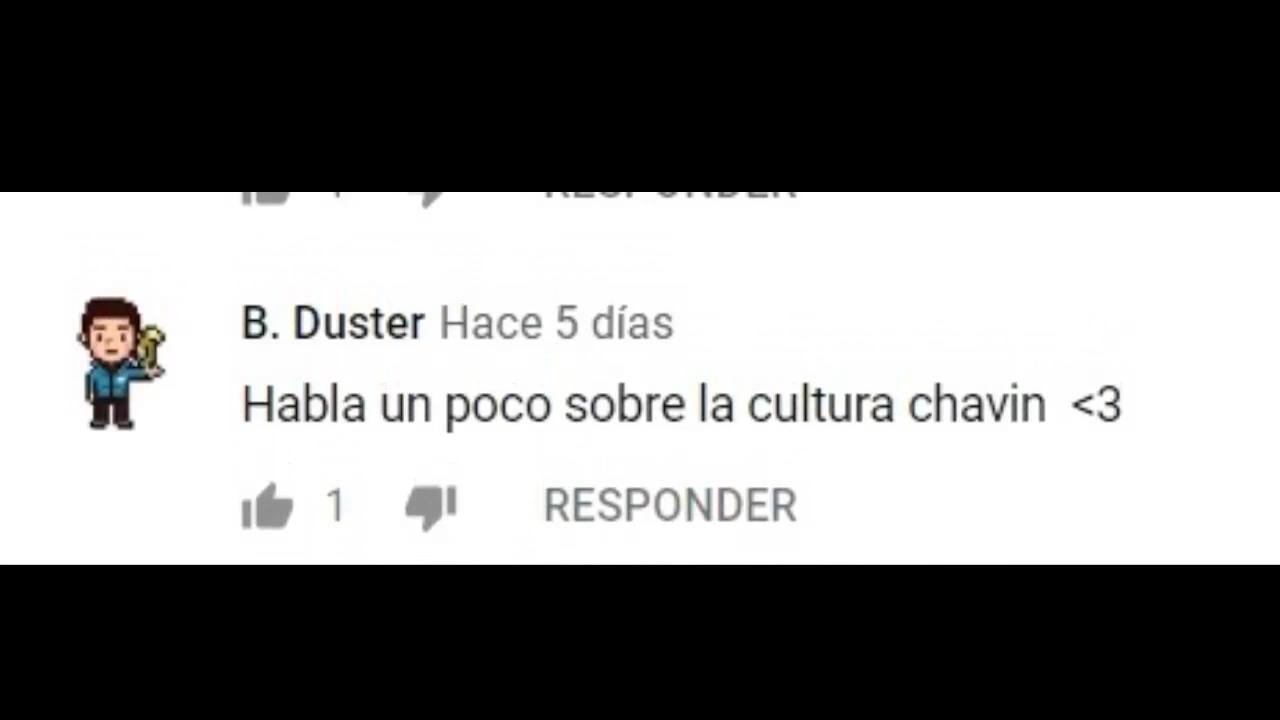 B. Duster Hace 5 días
Habla un poco sobre la cultura chavin <3
1 RESPONDER